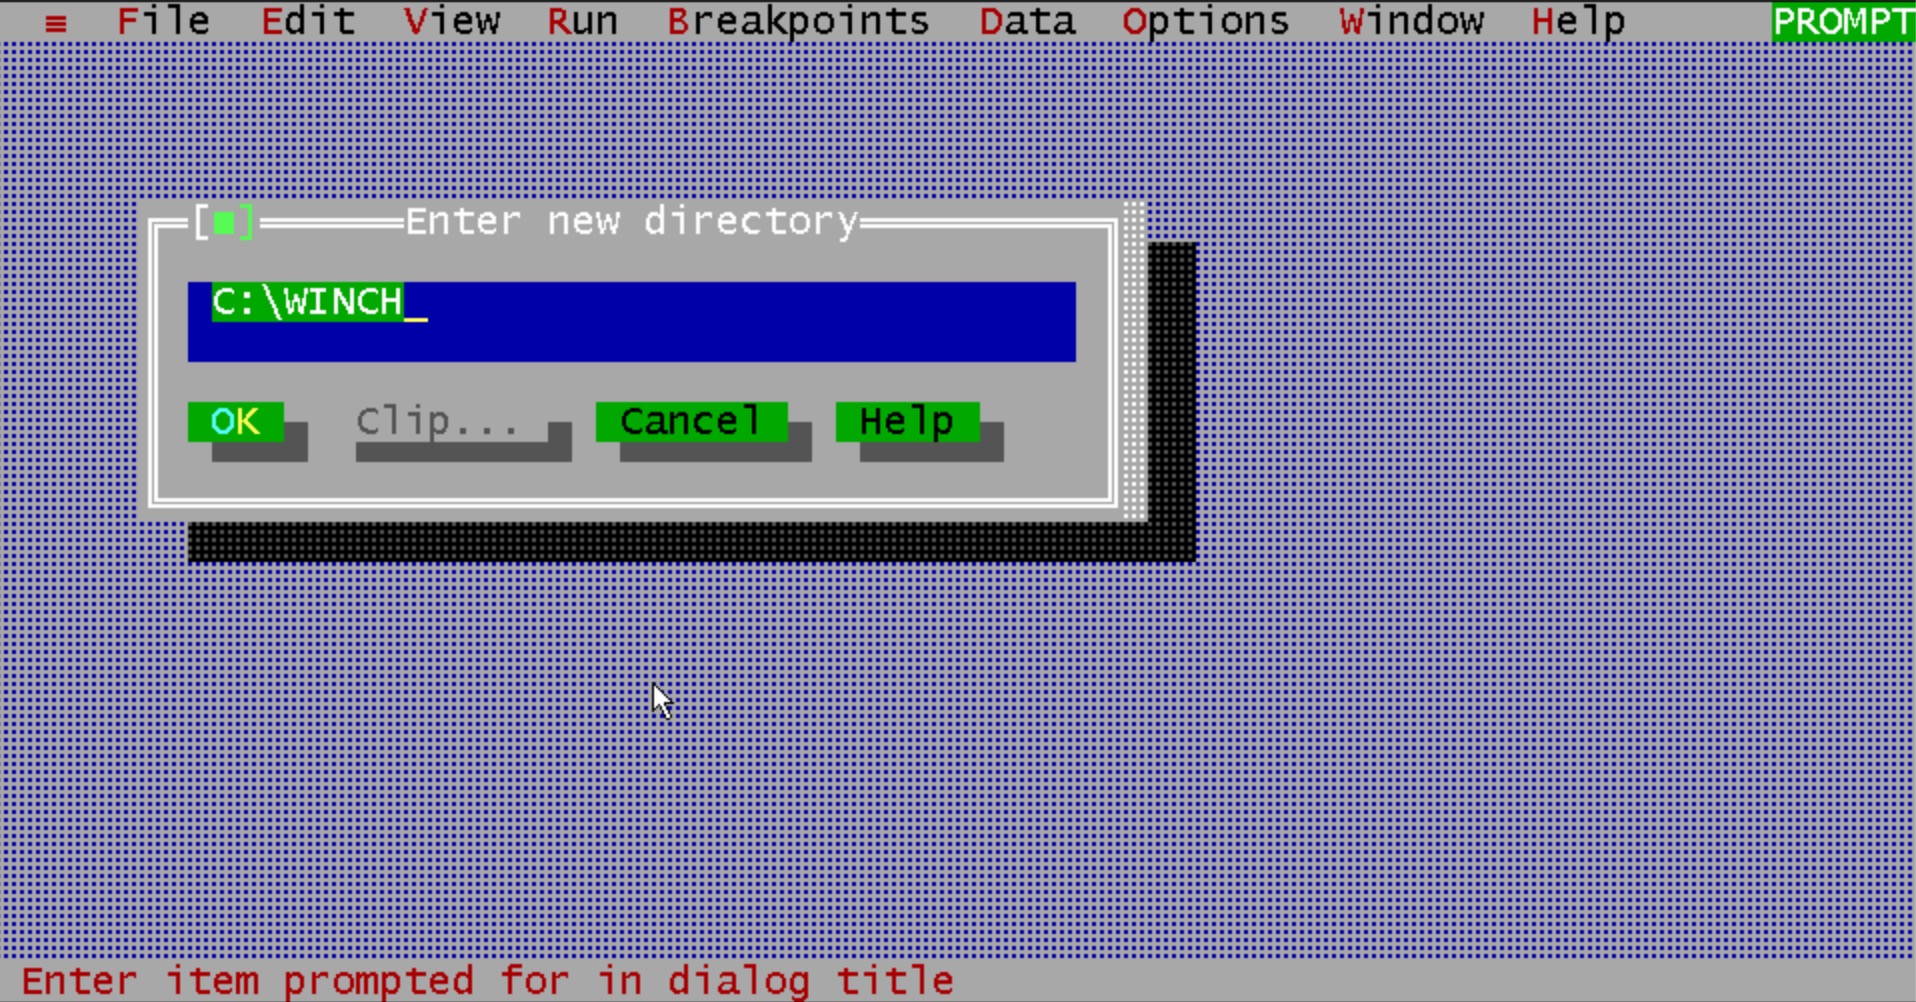 ≡ File Edit View Run Breakpoints Data Options Window Help PROMPT
[■] Enter new directory
C:\WINCH_
OK Clip... Cancel Help
Enter item prompted for in dialog title